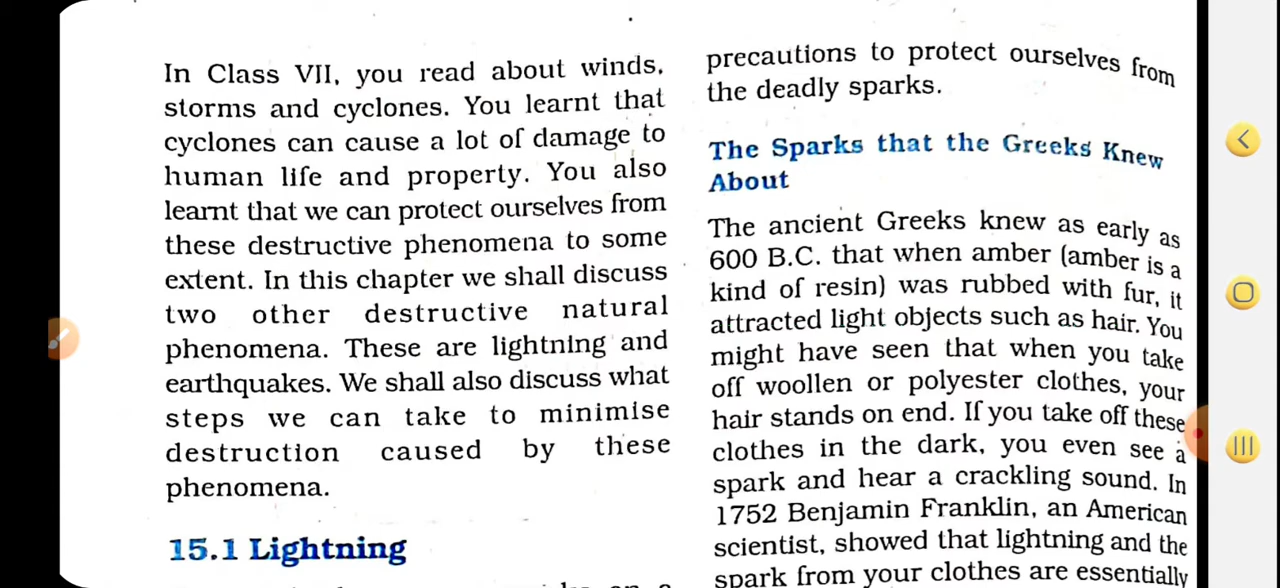 In Class VII, you read about winds,
storms and cyclones. You learnt that
cyclones can cause a lot of damage to
human life and property. You also
learnt that we can protect ourselves from
these destructive phenomena to some
extent. In this chapter we shall discuss
two other destructive natural
phenomena. These are lightning and
earthquakes. We shall also discuss what
steps we can take to minimise
destruction caused by these
phenomena.
15.1 Lightning
precautions to protect ourselves from
the deadly sparks.
The Sparks that the Greeks Knew
About
The ancient Greeks knew as early as
600 B.C. that when amber (amber is a
kind of resin) was rubbed with fur, it
attracted light objects such as hair. You
might have seen that when you take
off woollen or polyester clothes, your
hair stands on end. If you take off these
clothes in the dark, you even see a
spark and hear a crackling sound. In
1752 Benjamin Franklin, an American
scientist, showed that lightning and the
spark from your clothes are essentially